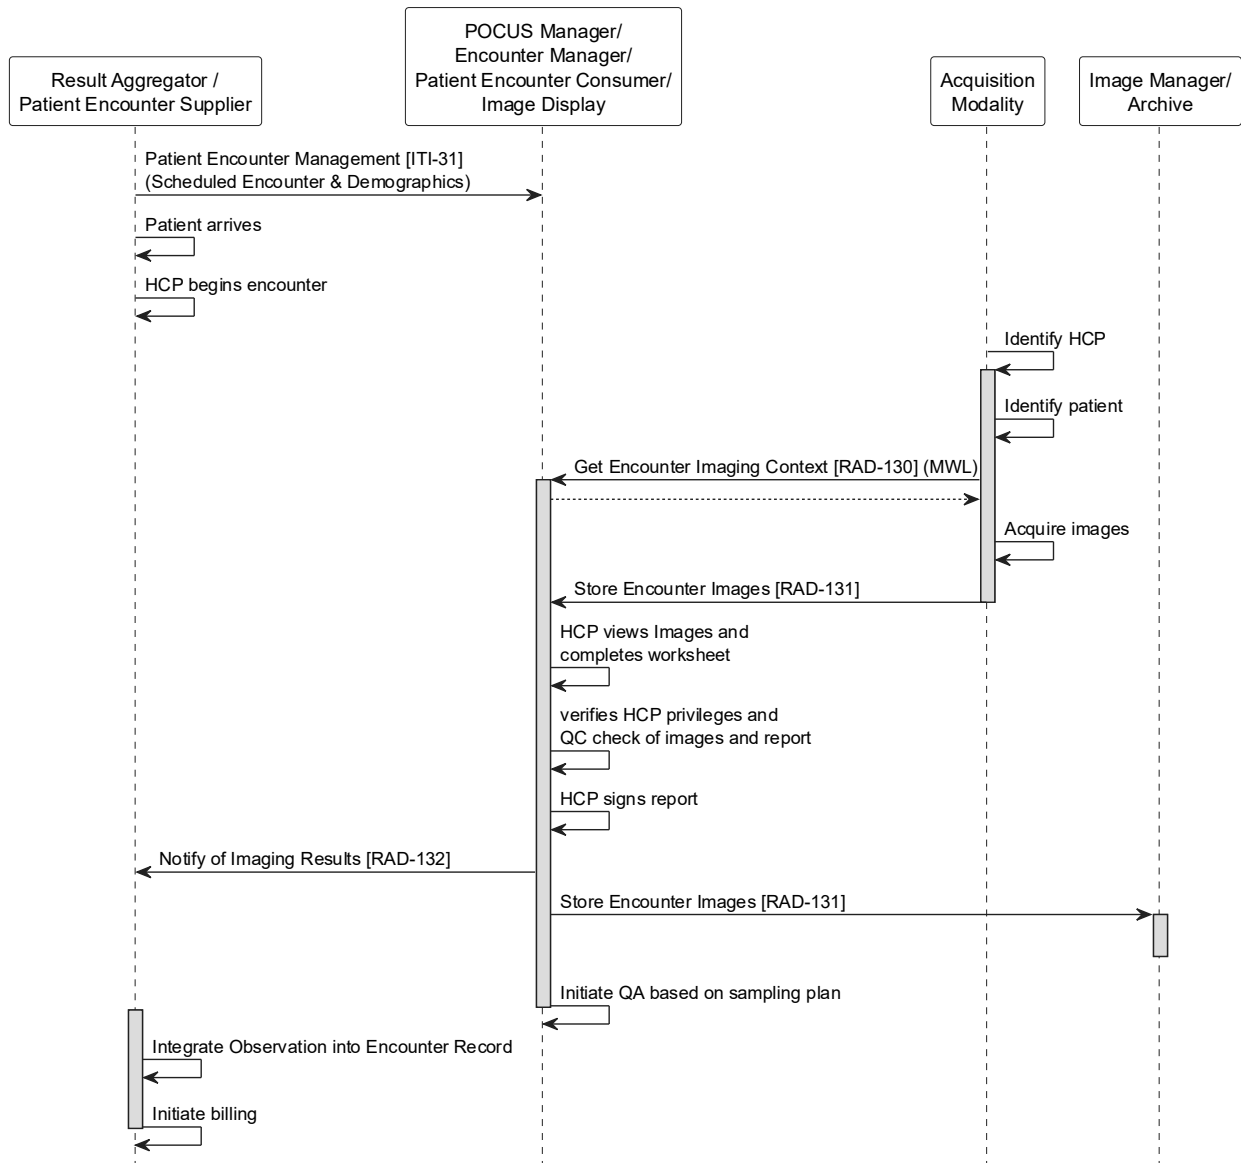 Result Aggregator /
Patient Encounter Supplier
POCUS Manager/
Encounter Manager/
Patient Encounter Consumer/
Image Display
Acquisition
Modality
Image Manager/
Archive
Patient Encounter Management [ITI-31]
(Scheduled Encounter & Demographics)
Patient arrives
HCP begins encounter
Identify HCP
Identify patient
Get Encounter Imaging Context [RAD-130] (MWL)
Acquire images
Store Encounter Images [RAD-131]
HCP views Images and
completes worksheet
verifies HCP privileges and
QC check of images and report
HCP signs report
Notify of Imaging Results [RAD-132]
Store Encounter Images [RAD-131]
Initiate QA based on sampling plan
Integrate Observation into Encounter Record
Initiate billing